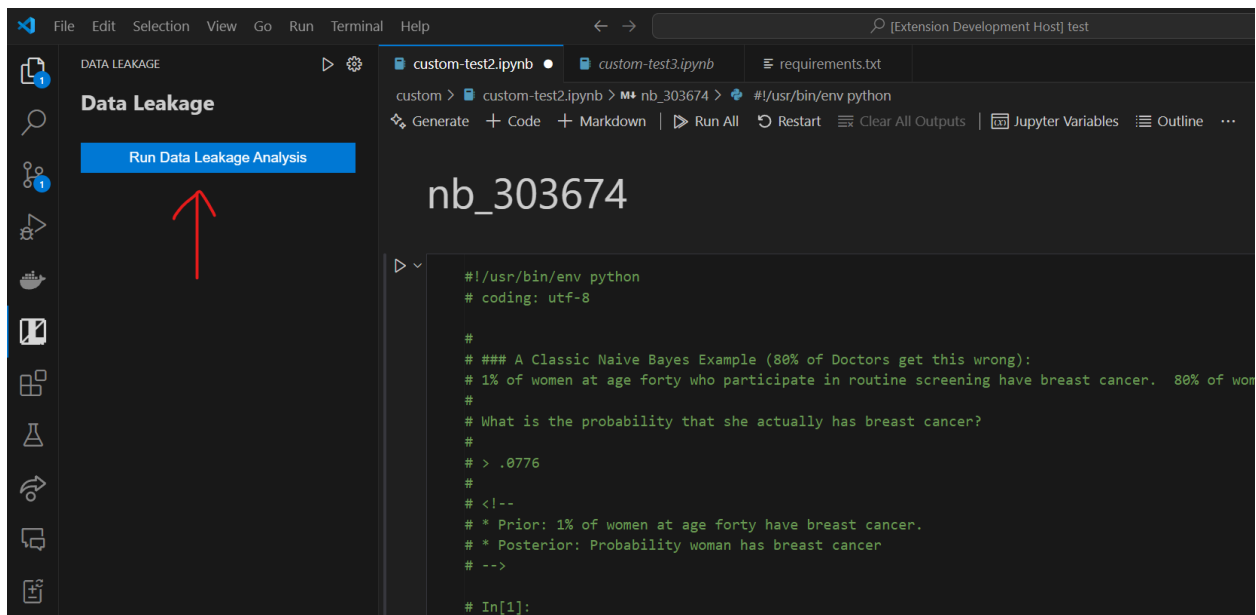 File Edit Selection View Go Run Terminal Help
[Extension Development Host] test
DATA LEAKAGE
Data Leakage
Run Data Leakage Analysis
1
1
custom-test2.ipynb
custom-test3.ipynb
requirements.txt
custom > custom-test2.ipynb > M↓ nb_303674 > #!/usr/bin/env python
Generate + Code + Markdown | Run All Restart Clear All Outputs | Jupyter Variables Outline ...
nb_303674
#!/usr/bin/env python
# coding: utf-8
#
# ### A Classic Naive Bayes Example (80% of Doctors get this wrong):
# 1% of women at age forty who participate in routine screening have breast cancer.  80% of wom
#
# What is the probability that she actually has breast cancer?
#
# > .0776
#
# <!--
# * Prior: 1% of women at age forty have breast cancer.
# * Posterior: Probability woman has breast cancer
# -->
# In[1]: